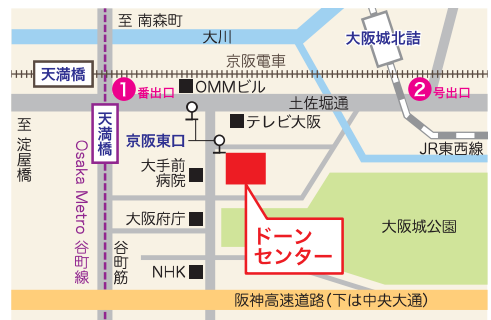 至 南森町
大川
大阪城北詰
京阪電車
天満橋
1番出口
OMMビル
2号出口
土佐堀通
天満橋
テレビ大阪
京阪東口
至 淀屋橋
JR東西線
大手前
病院
Osaka Metro 谷町線
大阪府庁
大阪城公園
ドーン
センター
谷町筋
NHK
阪神高速道路(下は中央大通)